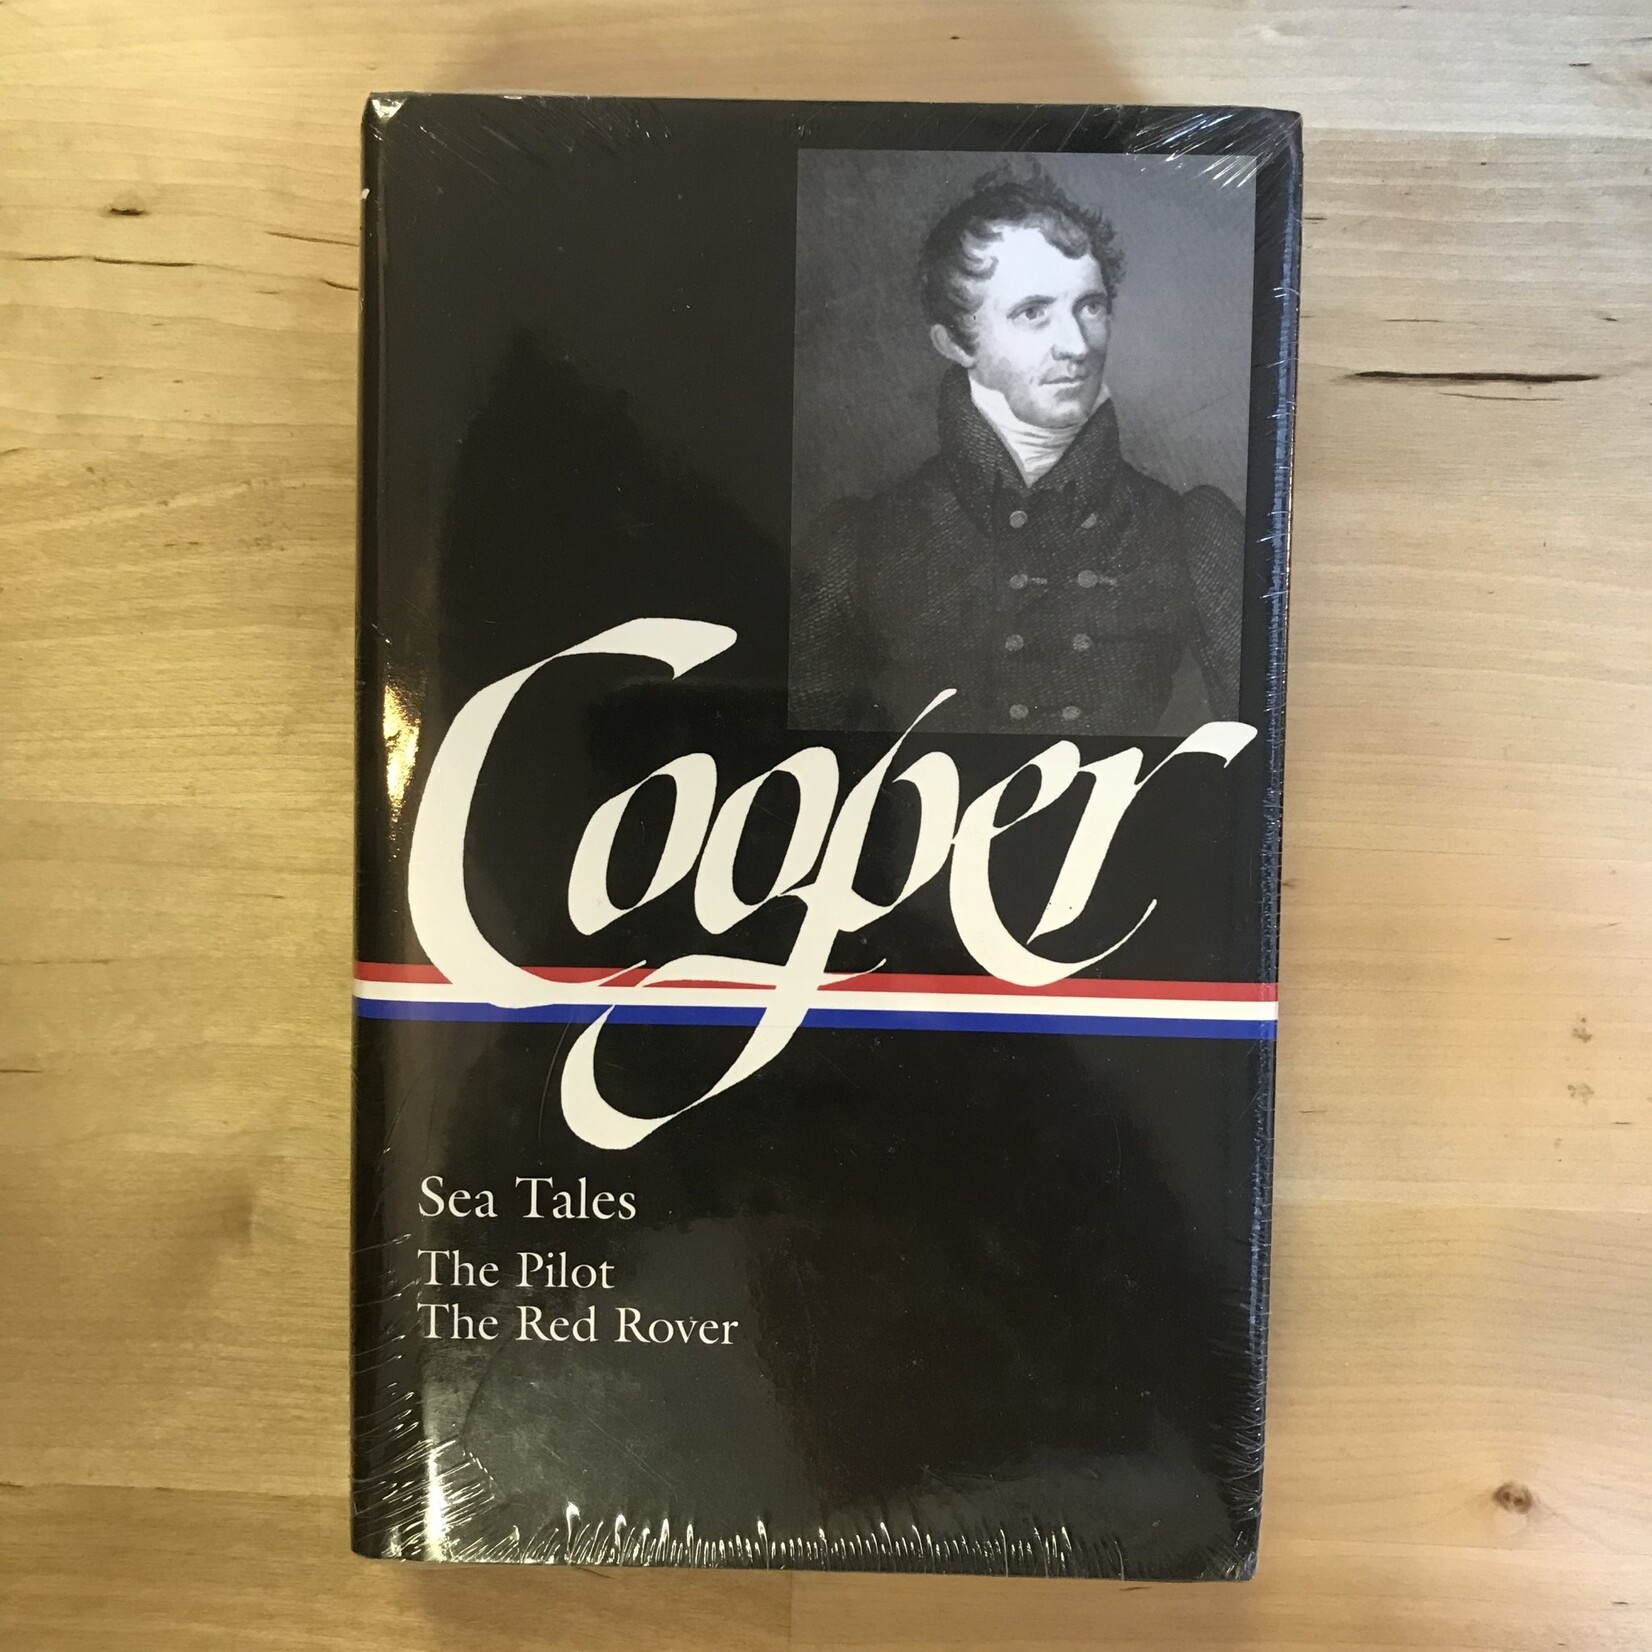 Cooper
Sea Tales
The Pilot
The Red Rover